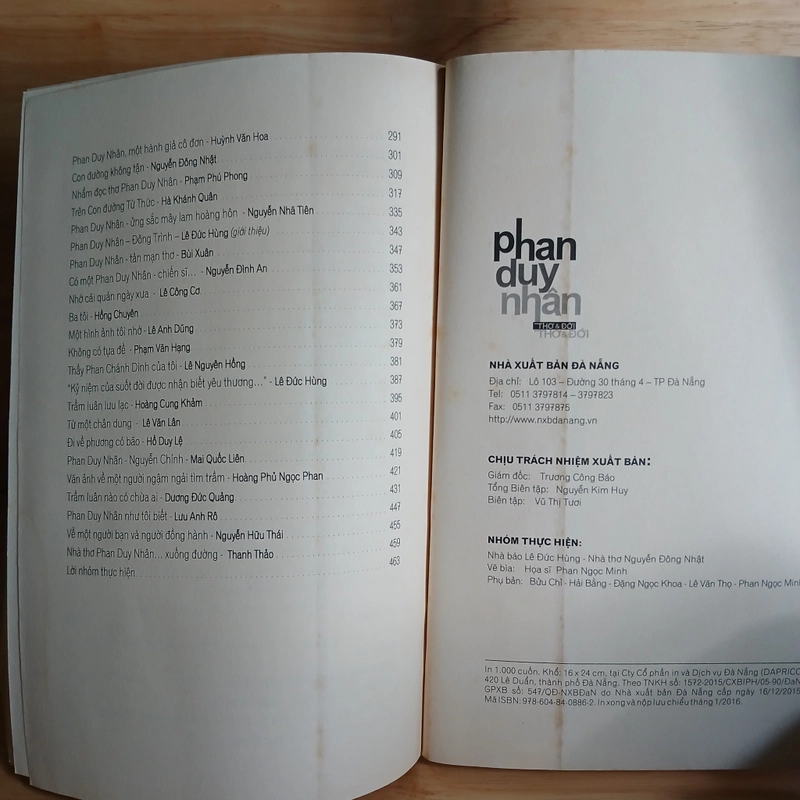 Phan Duy Nhân, một hành giả cô đơn - Huỳnh Văn Hoa 291
Con đường không tận - Nguyễn Đông Nhật 301
Nhẩm đọc thơ Phan Duy Nhân - Phạm Phú Phong 309
Trên Con đường Từ Thức - Hà Khánh Quân 317
Phan Duy Nhân - ửng sắc mây lam hoàng hôn - Nguyễn Nhã Tiên 335
Phan Duy Nhân – Đông Trình – Lê Đức Hùng (giới thiệu) 343
Phan Duy Nhân - tản mạn thơ - Bùi Xuân 347
Có một Phan Duy Nhân - chiến sĩ... - Nguyễn Đình An 353
Nhớ cái quán ngày xưa - Lê Công Cơ 361
Ba tôi - Hồng Chuyên 367
Một hình ảnh tôi nhớ - Lê Anh Dũng 373
Không có tựa đề - Phạm Văn Hạng 379
Thầy Phan Chánh Dinh của tôi - Lê Nguyên Hồng 381
"Kỷ niệm của suốt đời được nhận biết yêu thương..." - Lê Đức Hùng 387
Trầm luân lưu lạc - Hoàng Cung Khâm 395
Từ một chân dung - Lê Văn Lân 401
Đi về phương có bão - Hồ Duy Lệ 405
Phan Duy Nhân - Nguyễn Chính - Mai Quốc Liên 419
Văn ảnh về một người ngậm ngải tìm trầm - Hoàng Phủ Ngọc Phan 421
Trầm luân nào có chừa ai - Dương Đức Quảng 431
Phan Duy Nhân như tôi biết - Lưu Anh Rô 447
Về một người bạn và người đồng hành - Nguyễn Hữu Thái 455
Nhà thơ Phan Duy Nhân... xuống đường - Thanh Thảo 459
Lời nhóm thực hiện 463
phan
duy
nhân
THƠ & ĐỜI
THƠ & ĐỜI
NHÀ XUẤT BẢN ĐÀ NẴNG
Địa chỉ: Lô 103 – Đường 30 tháng 4 – TP Đà Nẵng
Tel: 0511 3797814 – 3797823
Fax: 0511 3797875
http://www.nxbdanang.vn
CHỊU TRÁCH NHIỆM XUẤT BẢN:
Giám đốc: Trương Công Báo
Tổng Biên tập: Nguyễn Kim Huy
Biên tập: Vũ Thị Tươi
NHÓM THỰC HIỆN:
Nhà báo Lê Đức Hùng - Nhà thơ Nguyễn Đông Nhật
Vẽ bìa: Họa sĩ Phan Ngọc Minh
Phụ bản: Bửu Chỉ - Hải Bằng - Đặng Ngọc Khoa - Lê Văn Thọ - Phan Ngọc Minh
In 1.000 cuốn. Khổ: 16 x 24 cm, tại Cty Cổ phần in và Dịch vụ Đà Nẵng (DAPRICO
420 Lê Duẩn, thành phố Đà Nẵng. Theo TNKH số: 1572-2015/CXBIPH/05-90/ĐaN
GPXB số: 547/QĐ-NXBĐaN do Nhà xuất bản Đà Nẵng cấp ngày 16/12/2015
Mã ISBN: 978-604-84-0886-2. In xong và nộp lưu chiểu tháng 1/2016.